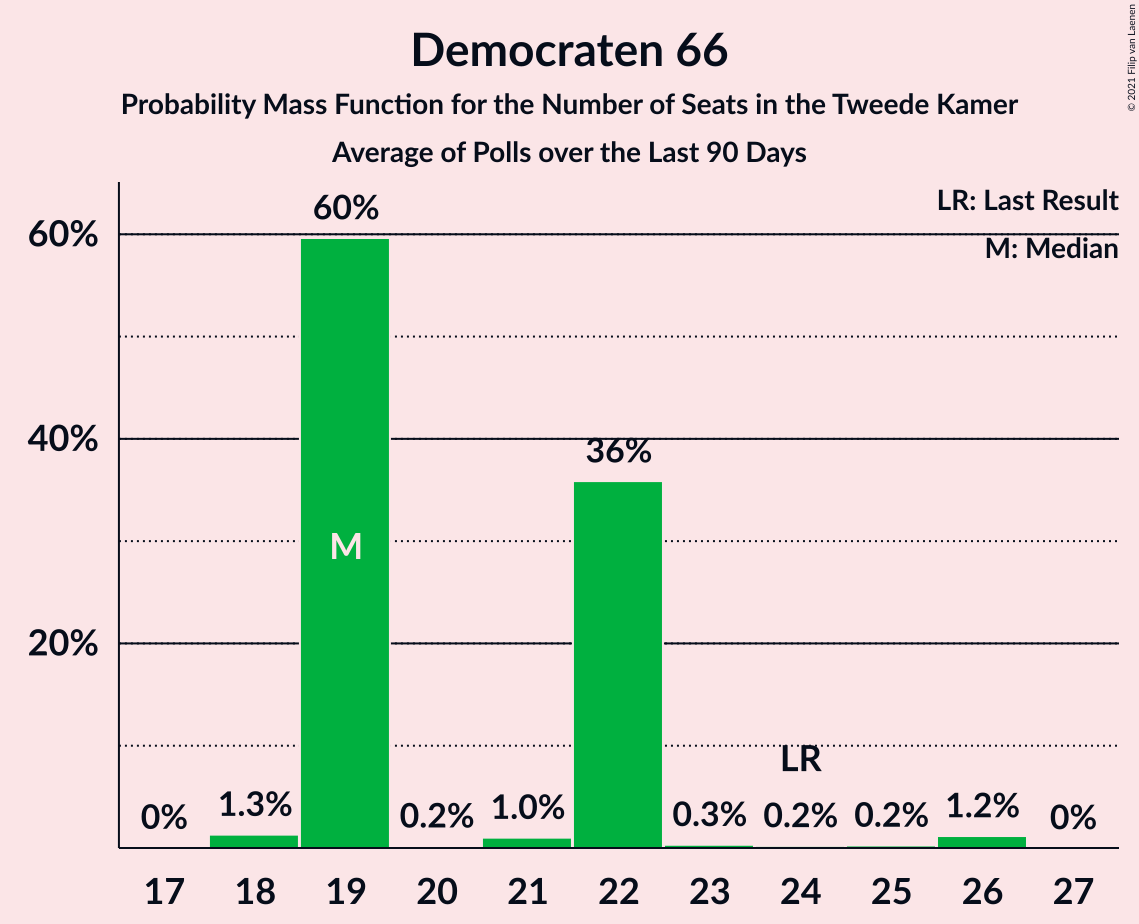 Democraten 66
Probability Mass Function for the Number of Seats in the Tweede Kamer
Average of Polls over the Last 90 Days
© 2021 Filip van Laenen
LR: Last Result
M: Median
60%
40%
20%
0%
1.3%
60%
M
0.2%
1.0%
36%
0.3%
LR
0.2%
0.2%
1.2%
0%
17 18 19 20 21 22 23 24 25 26 27